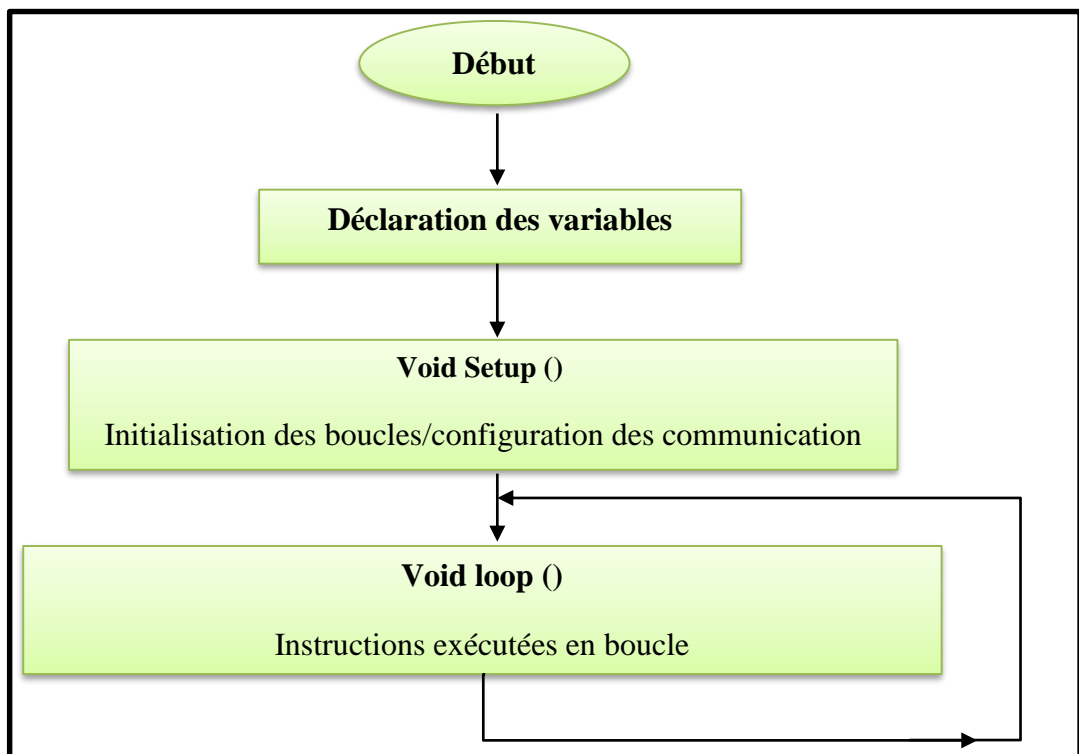 Début
Déclaration des variables
Void Setup ()
Initialisation des boucles/configuration des communication
Void loop ()
Instructions exécutées en boucle